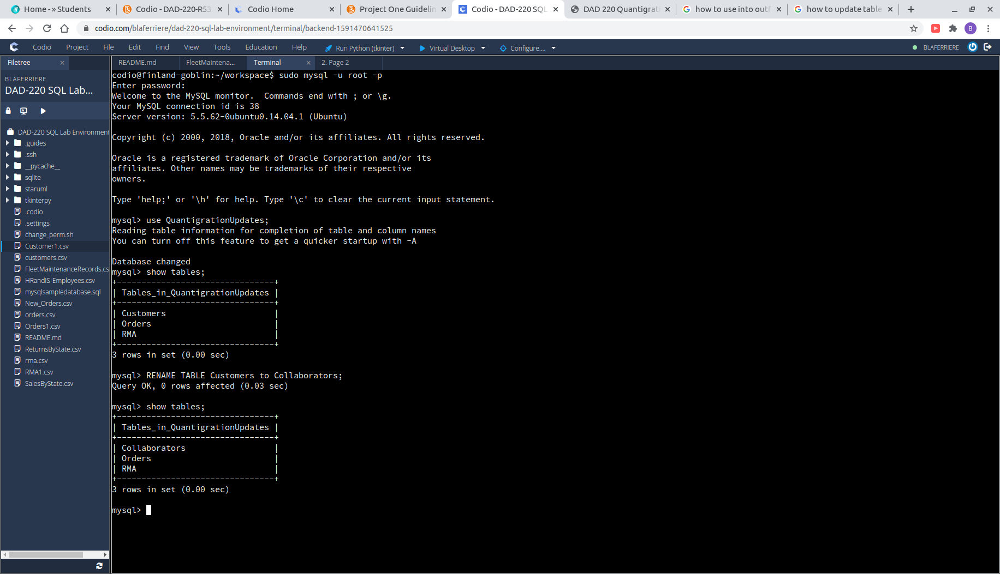 Home - » Students
Codio - DAD-220-R53
Codio Home
Project One Guidelin
Codio - DAD-220 SQL
DAD 220 Quantigrati
how to use into outf
how to update table
codio.com/blaferriere/dad-220-sql-lab-environment/terminal/backend-1591470641525
B
Codio Project File Edit Find View Tools Education Help Run Python (tkinter) Virtual Desktop Configure.... BLAFERRIERE
Filetree
README.md FleetMaintena... Terminal 2. Page 2
BLAFERRIERE
DAD-220 SQL Lab...
DAD-220 SQL Lab Environment
.guides
.ssh
__pycache__
sqlite
staruml
tkinterpy
.codio
.settings
change_perm.sh
Customer1.csv
customers.csv
FleetMaintenanceRecords.cs
HRandIS-Employees.csv
mysqlsampledatabase.sql
New_Orders.csv
orders.csv
Orders1.csv
README.md
ReturnsByState.csv
rma.csv
RMA1.csv
SalesByState.csv
codio@finland-goblin:~/workspace$ sudo mysql -u root -p
Enter password:
Welcome to the MySQL monitor.  Commands end with ; or \g.
Your MySQL connection id is 38
Server version: 5.5.62-0ubuntu0.14.04.1 (Ubuntu)
Copyright (c) 2000, 2018, Oracle and/or its affiliates. All rights reserved.
Oracle is a registered trademark of Oracle Corporation and/or its
affiliates. Other names may be trademarks of their respective
owners.
Type 'help;' or '\h' for help. Type '\c' to clear the current input statement.
mysql> use QuantigrationUpdates;
Reading table information for completion of table and column names
You can turn off this feature to get a quicker startup with -A
Database changed
mysql> show tables;
+--------------------------------+
| Tables_in_QuantigrationUpdates |
+--------------------------------+
| Customers                      |
| Orders                         |
| RMA                            |
+--------------------------------+
3 rows in set (0.00 sec)
mysql> RENAME TABLE Customers to Collaborators;
Query OK, 0 rows affected (0.03 sec)
mysql> show tables;
+--------------------------------+
| Tables_in_QuantigrationUpdates |
+--------------------------------+
| Collaborators                  |
| Orders                         |
| RMA                            |
+--------------------------------+
3 rows in set (0.00 sec)
mysql>